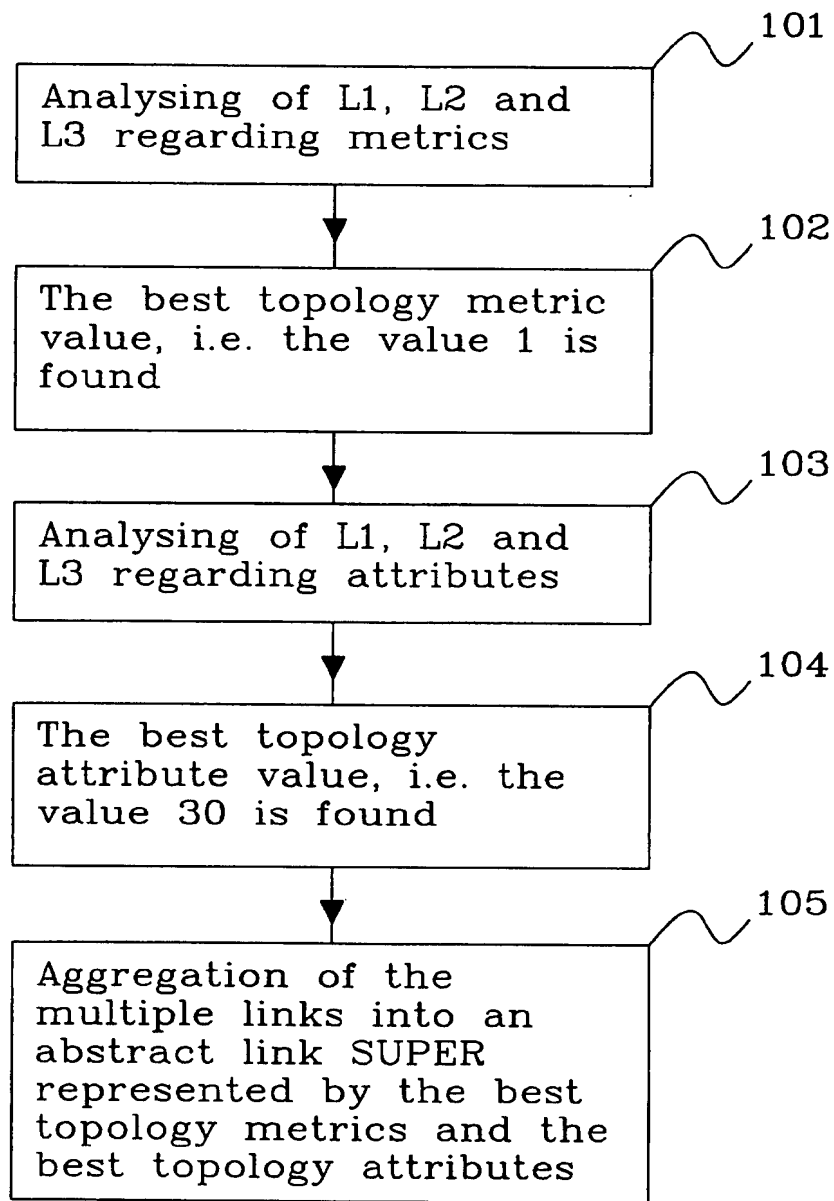 101
Analysing of L1, L2 and
L3 regarding metrics
102
The best topology metric
value, i.e. the value 1 is
found
103
Analysing of L1, L2 and
L3 regarding attributes
104
The best topology
attribute value, i.e. the
value 30 is found
105
Aggregation of the
multiple links into an
abstract link SUPER
represented by the best
topology metrics and the
best topology attributes